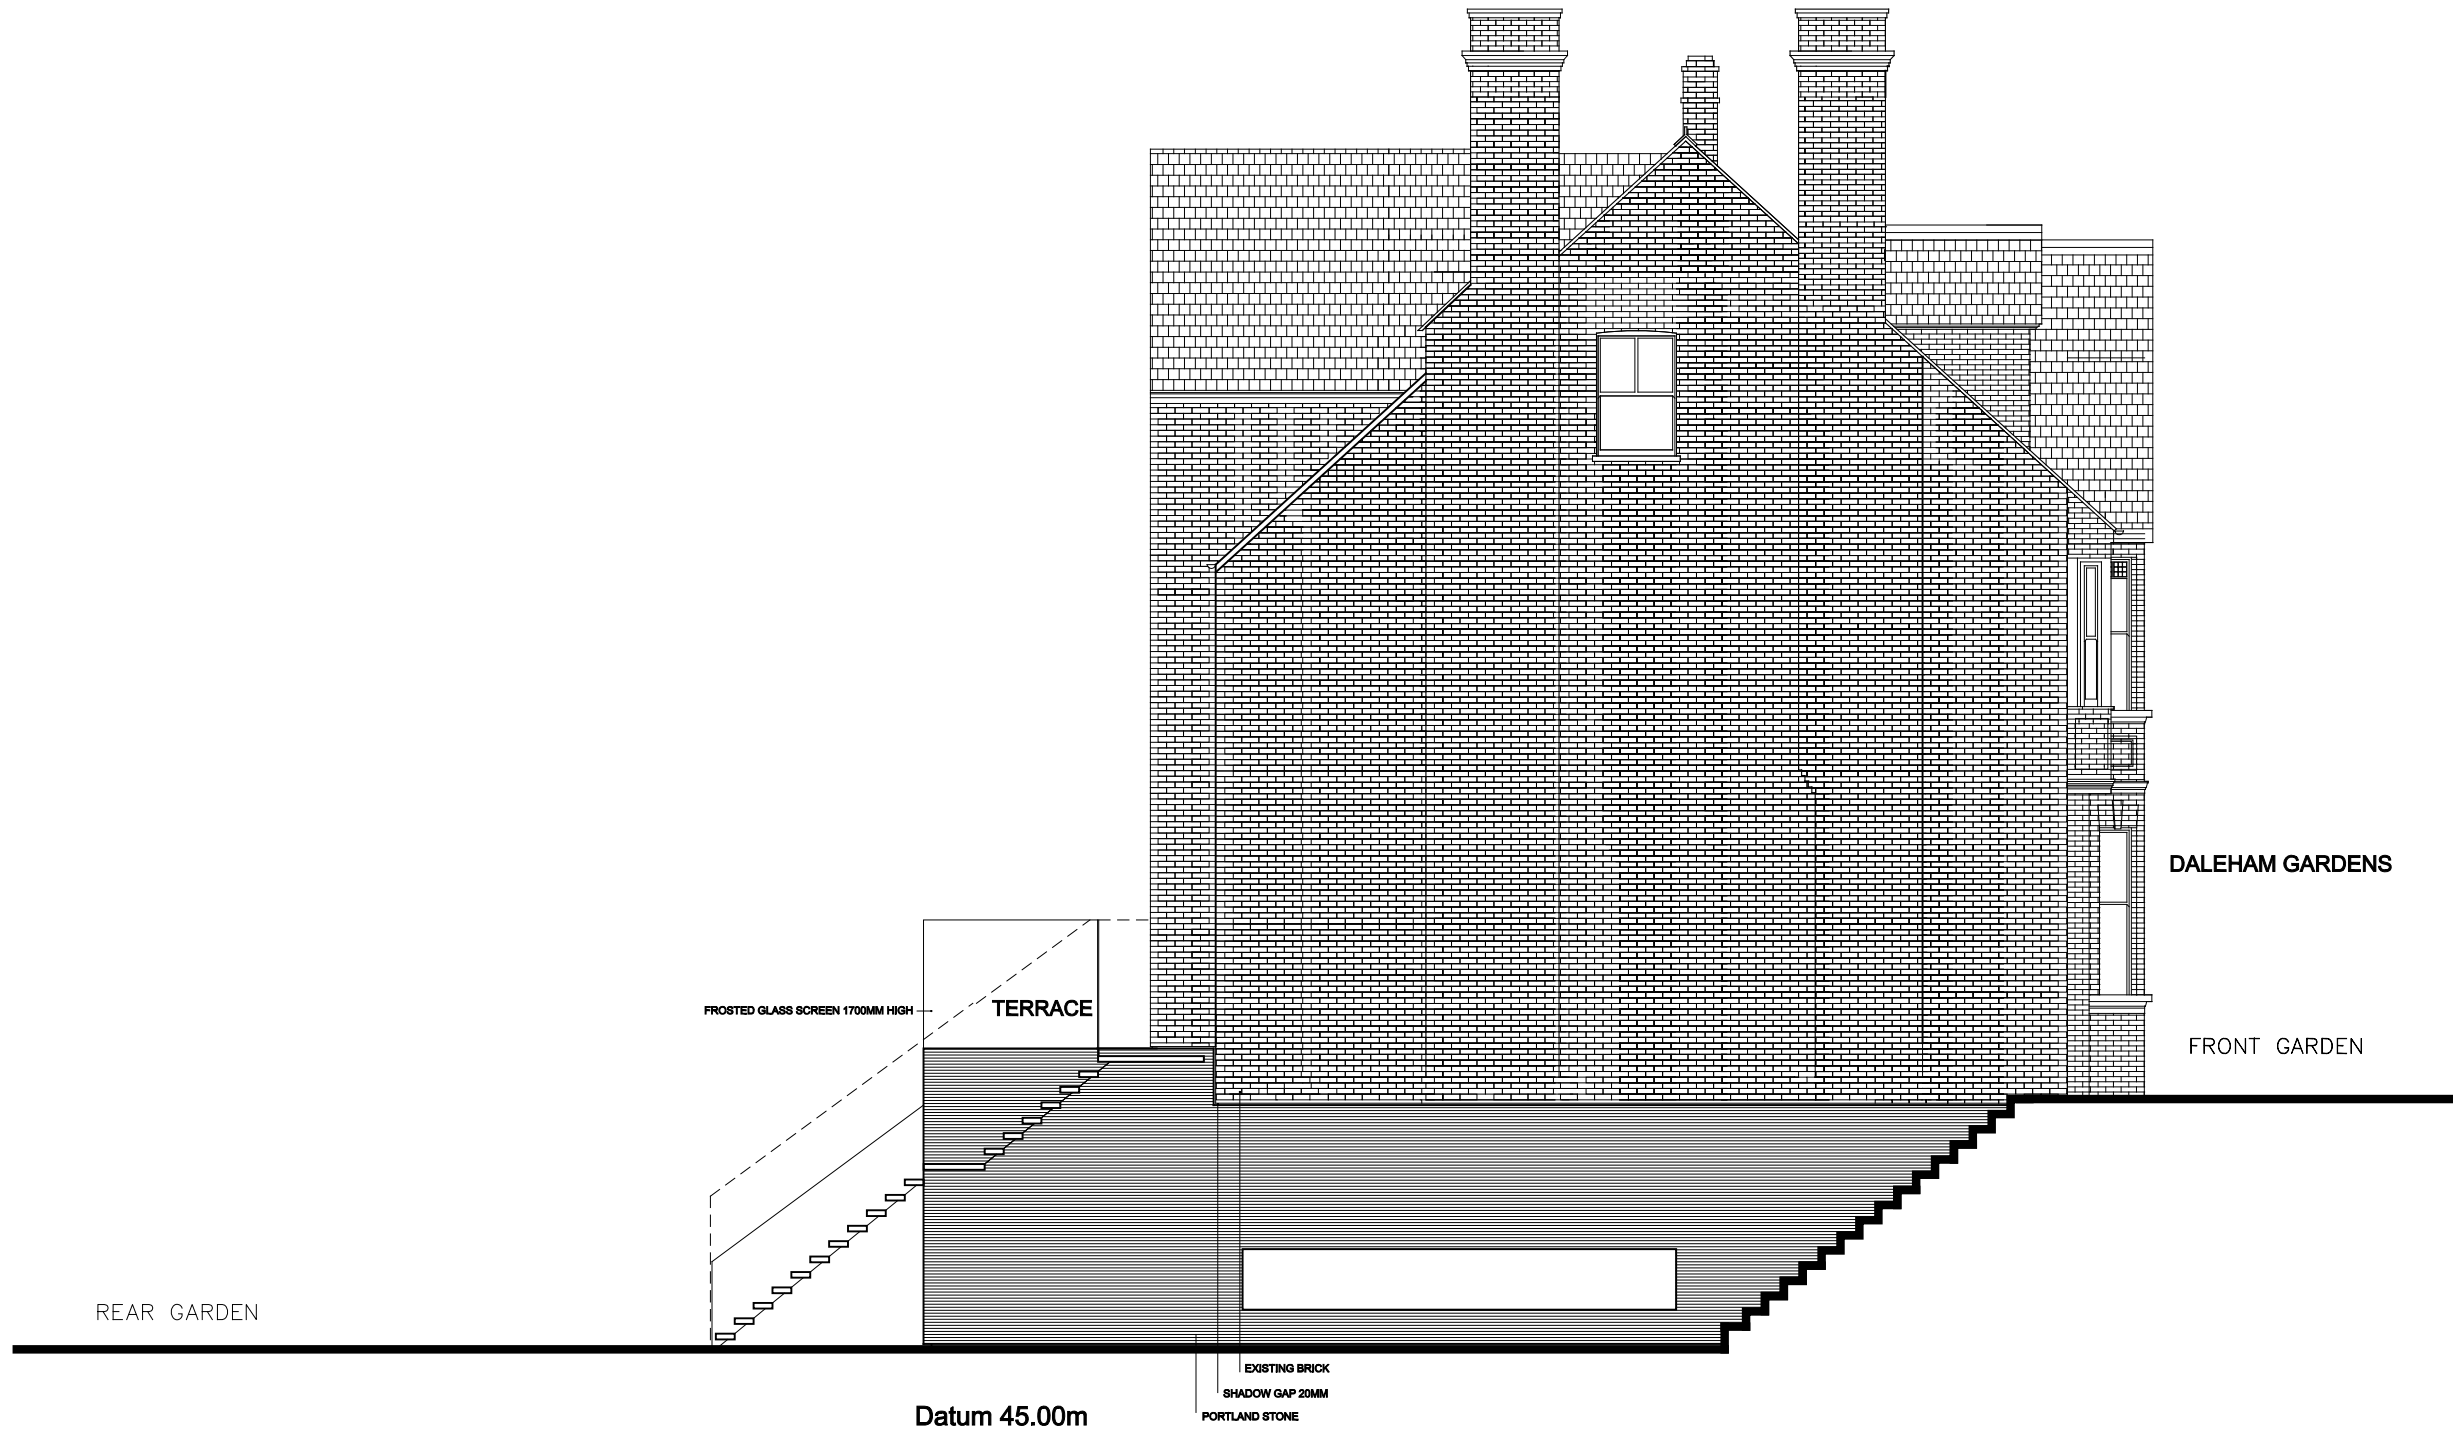 DALEHAM GARDENS
FROSTED GLASS SCREEN 1700MM HIGH
TERRACE
FRONT GARDEN
REAR GARDEN
EXISTING BRICK
SHADOW GAP 20MM
PORTLAND STONE
Datum 45.00m